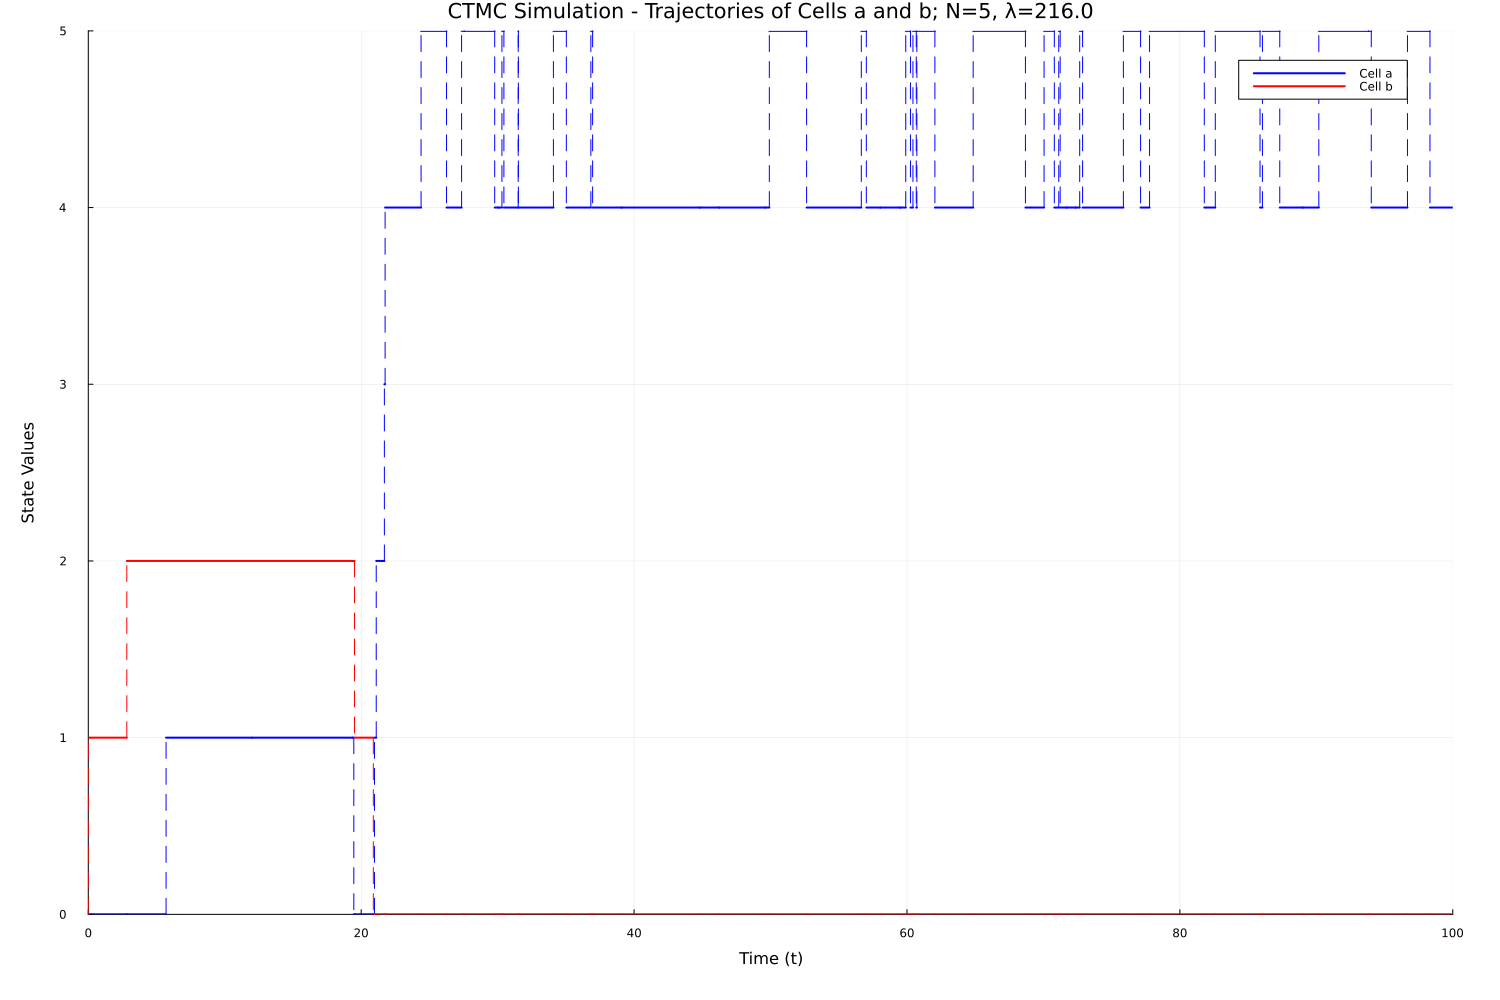 CTMC Simulation - Trajectories of Cells a and b; N=5, λ=216.0
5
Cell a
Cell b
4
3
State Values
2
1
0
0 20 40 60 80 100
Time (t)